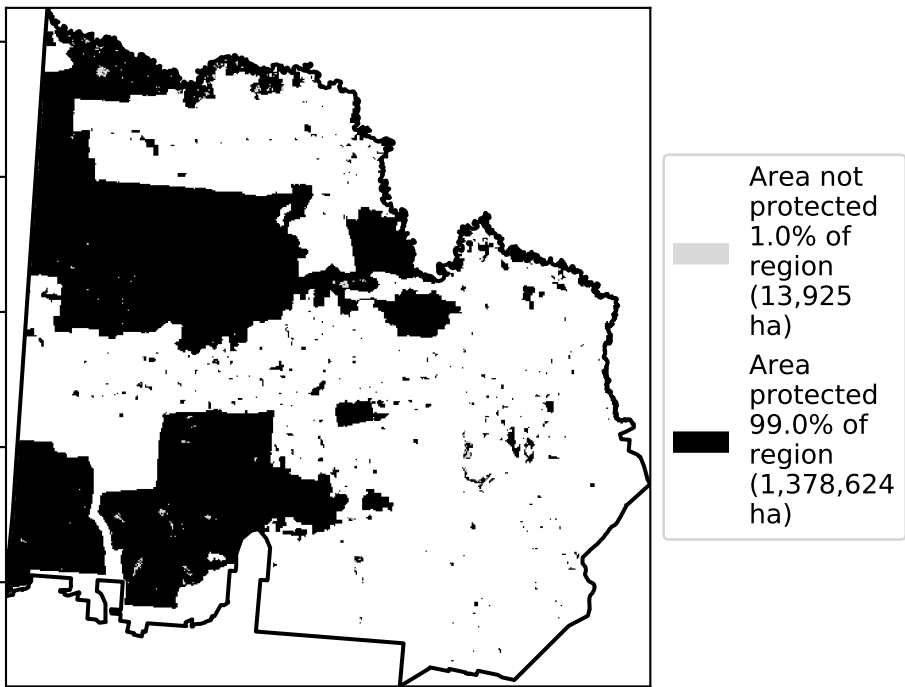 Area not
protected
1.0% of
region
(13,925
ha)
Area
protected
99.0% of
region
(1,378,624
ha)